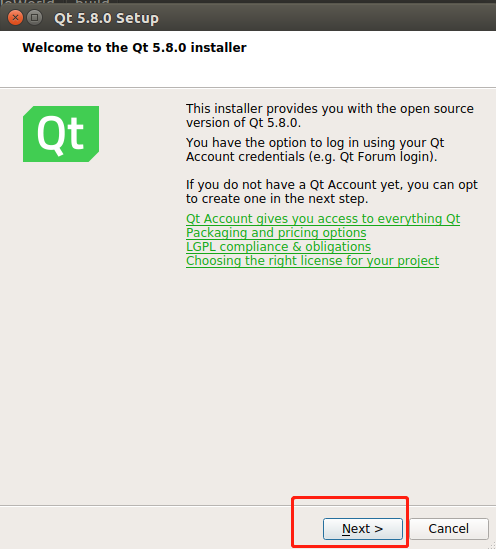 Qt 5.8.0 Setup
Welcome to the Qt 5.8.0 installer
Qt
This installer provides you with the open source
version of Qt 5.8.0.
You have the option to log in using your Qt
Account credentials (e.g. Qt Forum login).
If you do not have a Qt Account yet, you can opt
to create one in the next step.
Qt Account gives you access to everything Qt
Packaging and pricing options
LGPL compliance & obligations
Choosing the right license for your project
Next >
Cancel